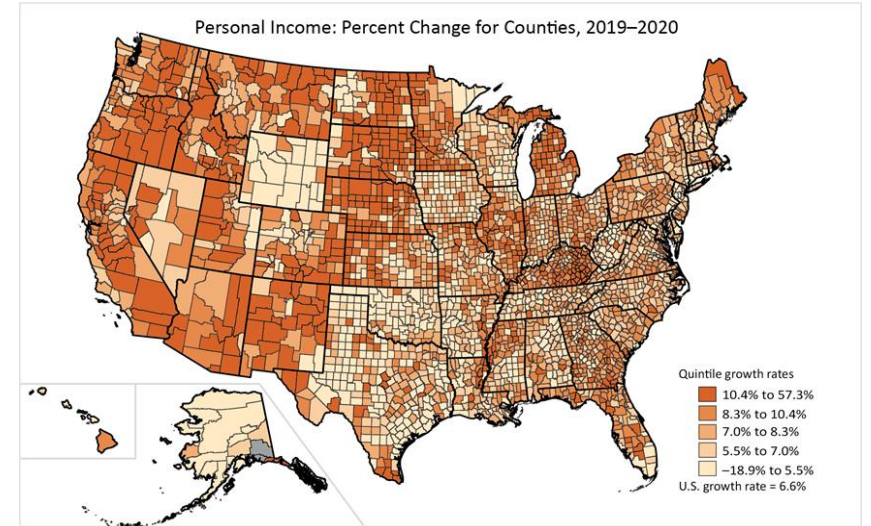 Personal Income: Percent Change for Counties, 2019–2020
Quintile growth rates
10.4% to 57.3%
8.3% to 10.4%
7.0% to 8.3%
5.5% to 7.0%
–18.9% to 5.5%
U.S. growth rate = 6.6%